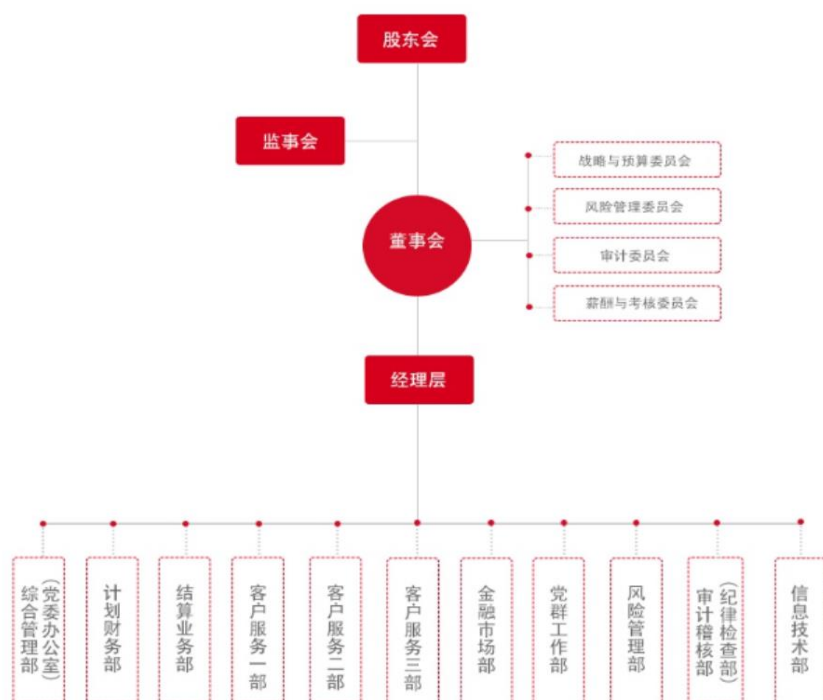 股东会
监事会
战略与预算委员会
风险管理委员会
董事会
审计委员会
薪酬与考核委员会
经理层
综合管理部
(党委办公室)
计划财务部
结算业务部
客户服务一部
客户服务二部
客户服务三部
金融市场部
党群工作部
风险管理部
审计稽核部
(纪律检查部)
信息技术部